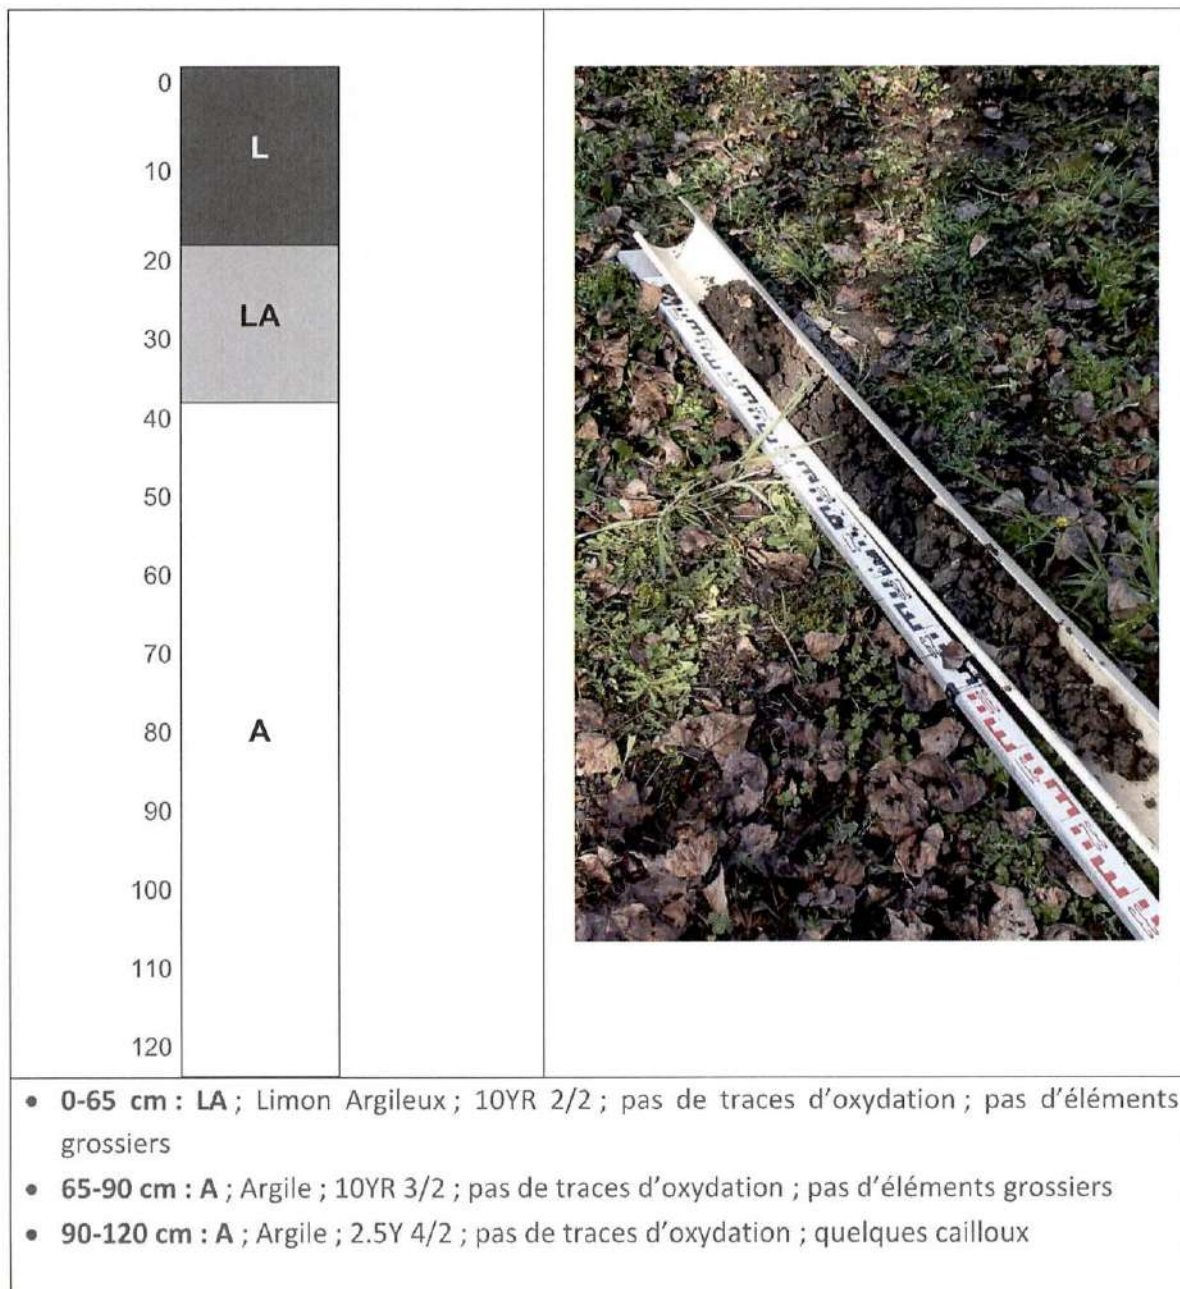 0
L
10
20
LA
30
40
50
60
70
80
A
90
100
110
120
• 0-65 cm : LA ; Limon Argileux ; 10YR 2/2 ; pas de traces d'oxydation ; pas d'éléments
grossiers
• 65-90 cm : A ; Argile ; 10YR 3/2 ; pas de traces d'oxydation ; pas d'éléments grossiers
• 90-120 cm : A ; Argile ; 2.5Y 4/2 ; pas de traces d'oxydation ; quelques cailloux